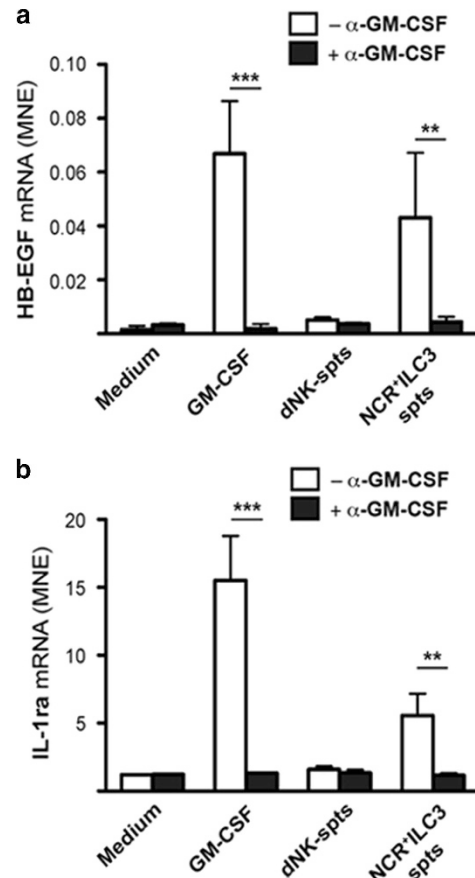 a
– α-GM-CSF
+ α-GM-CSF
HB-EGF mRNA (MNE)
0.10
0.08
0.06
0.04
0.02
***
**
Medium
GM-CSF
dNK-spts
NCR⁺ILC3
spts
b
– α-GM-CSF
+ α-GM-CSF
IL-1ra mRNA (MNE)
20
15
10
5
***
**
Medium
GM-CSF
dNK-spts
NCR⁺ILC3
spts